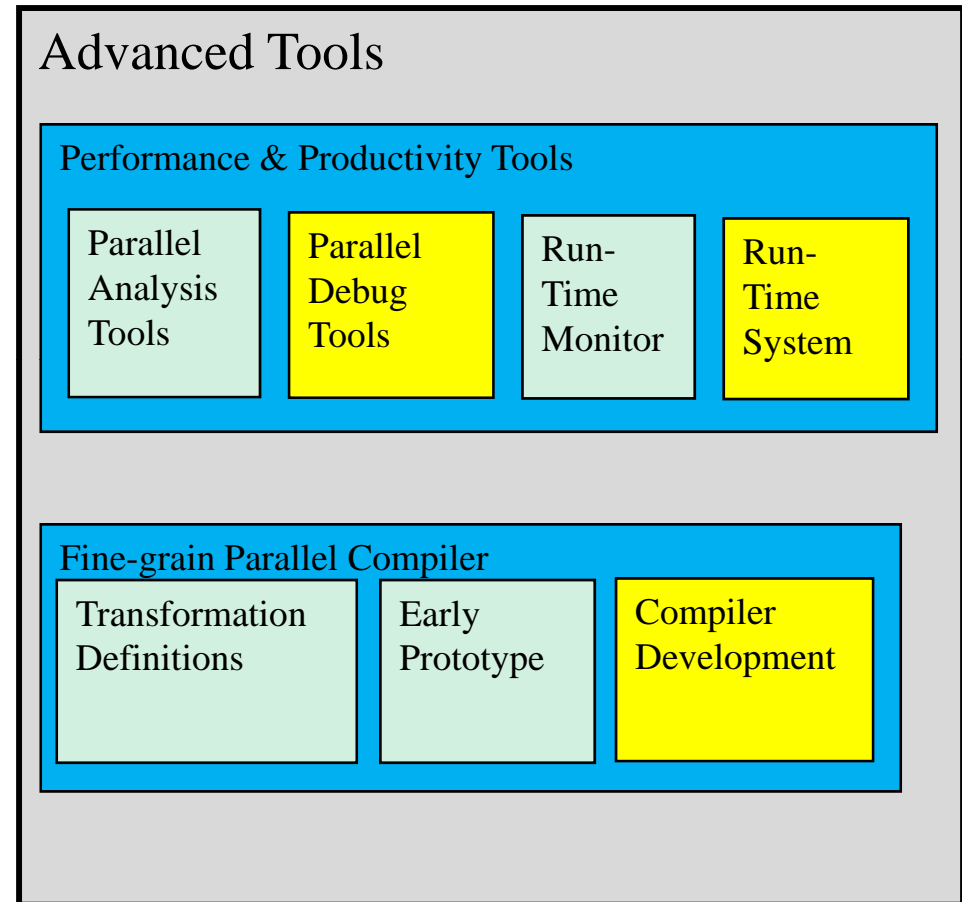 Advanced Tools
Performance & Productivity Tools
Parallel
Analysis
Tools
Parallel
Debug
Tools
Run-
Time
Monitor
Run-
Time
System
Fine-grain Parallel Compiler
Transformation
Definitions
Early
Prototype
Compiler
Development